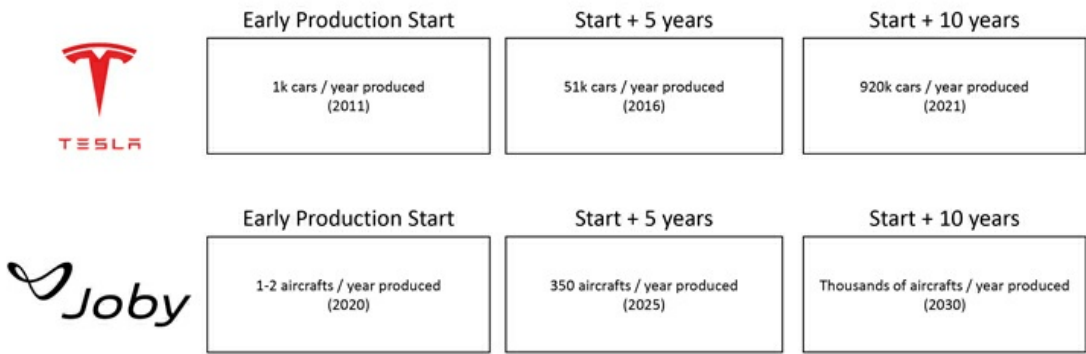 Early Production Start
Start + 5 years
Start + 10 years
TESLA
1k cars / year produced
(2011)
51k cars / year produced
(2016)
920k cars / year produced
(2021)
Early Production Start
Start + 5 years
Start + 10 years
Joby
1-2 aircrafts / year produced
(2020)
350 aircrafts / year produced
(2025)
Thousands of aircrafts / year produced
(2030)